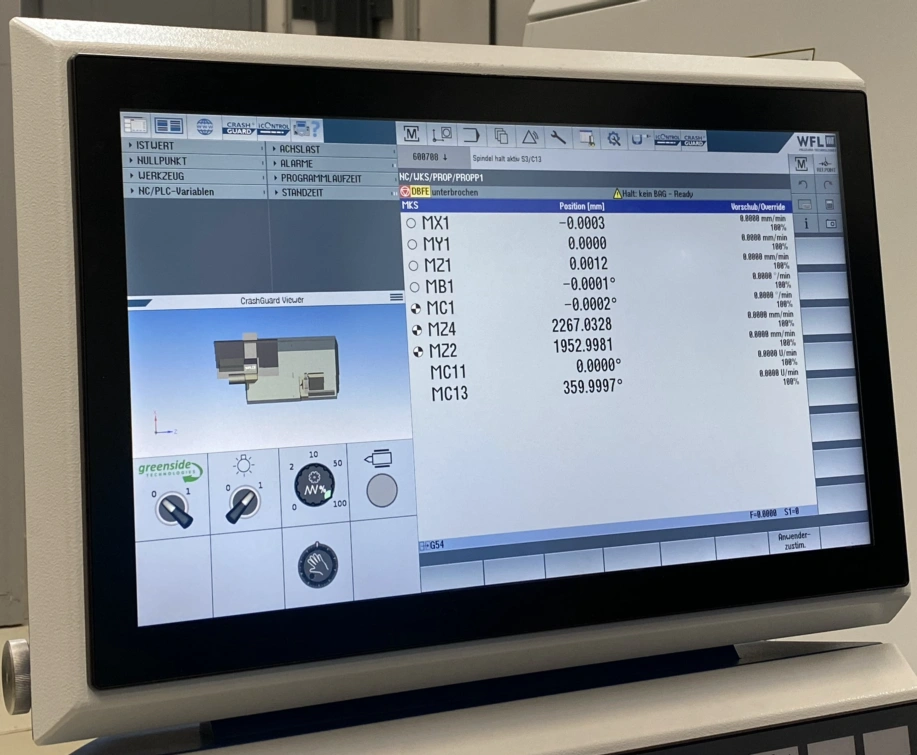 CRASH GUARD
iCONTROL
iCONTROL
CRASH GUARD
WFL
ISTWERT
ACHSLAST
NULLPUNKT
ALARME
WERKZEUG
PROGRAMMLAUFZEIT
NC/PLC-Variablen
STANDZEIT
600700 ↓
Spindel halt aktiv S3/C13
NC/WKS/PROP/PROPP1
DBFE unterbrochen
Halt: kein BAG - Ready
MKS Position [mm] Vorschub/Override
MX1 -0.0003 0.0000 mm/min
100%
MY1 0.0000 0.0000 mm/min
100%
MZ1 0.0012 0.0000 mm/min
100%
MB1 -0.0001° 0.0000 °/min
100%
MC1 -0.0002° 0.0000 °/min
100%
MZ4 2267.0328 0.0000 mm/min
100%
MZ2 1952.9981 0.0000 mm/min
100%
MC11 0.0000° 0.0000 U/min
100%
MC13 359.9997° 0.0000 U/min
100%
CrashGuard Viewer
greenside
TECHNOLOGIES
0 1
0 1
0 2 10 50 100
%
F=0.0000 S1=0
G54
Anwender-
zustim.